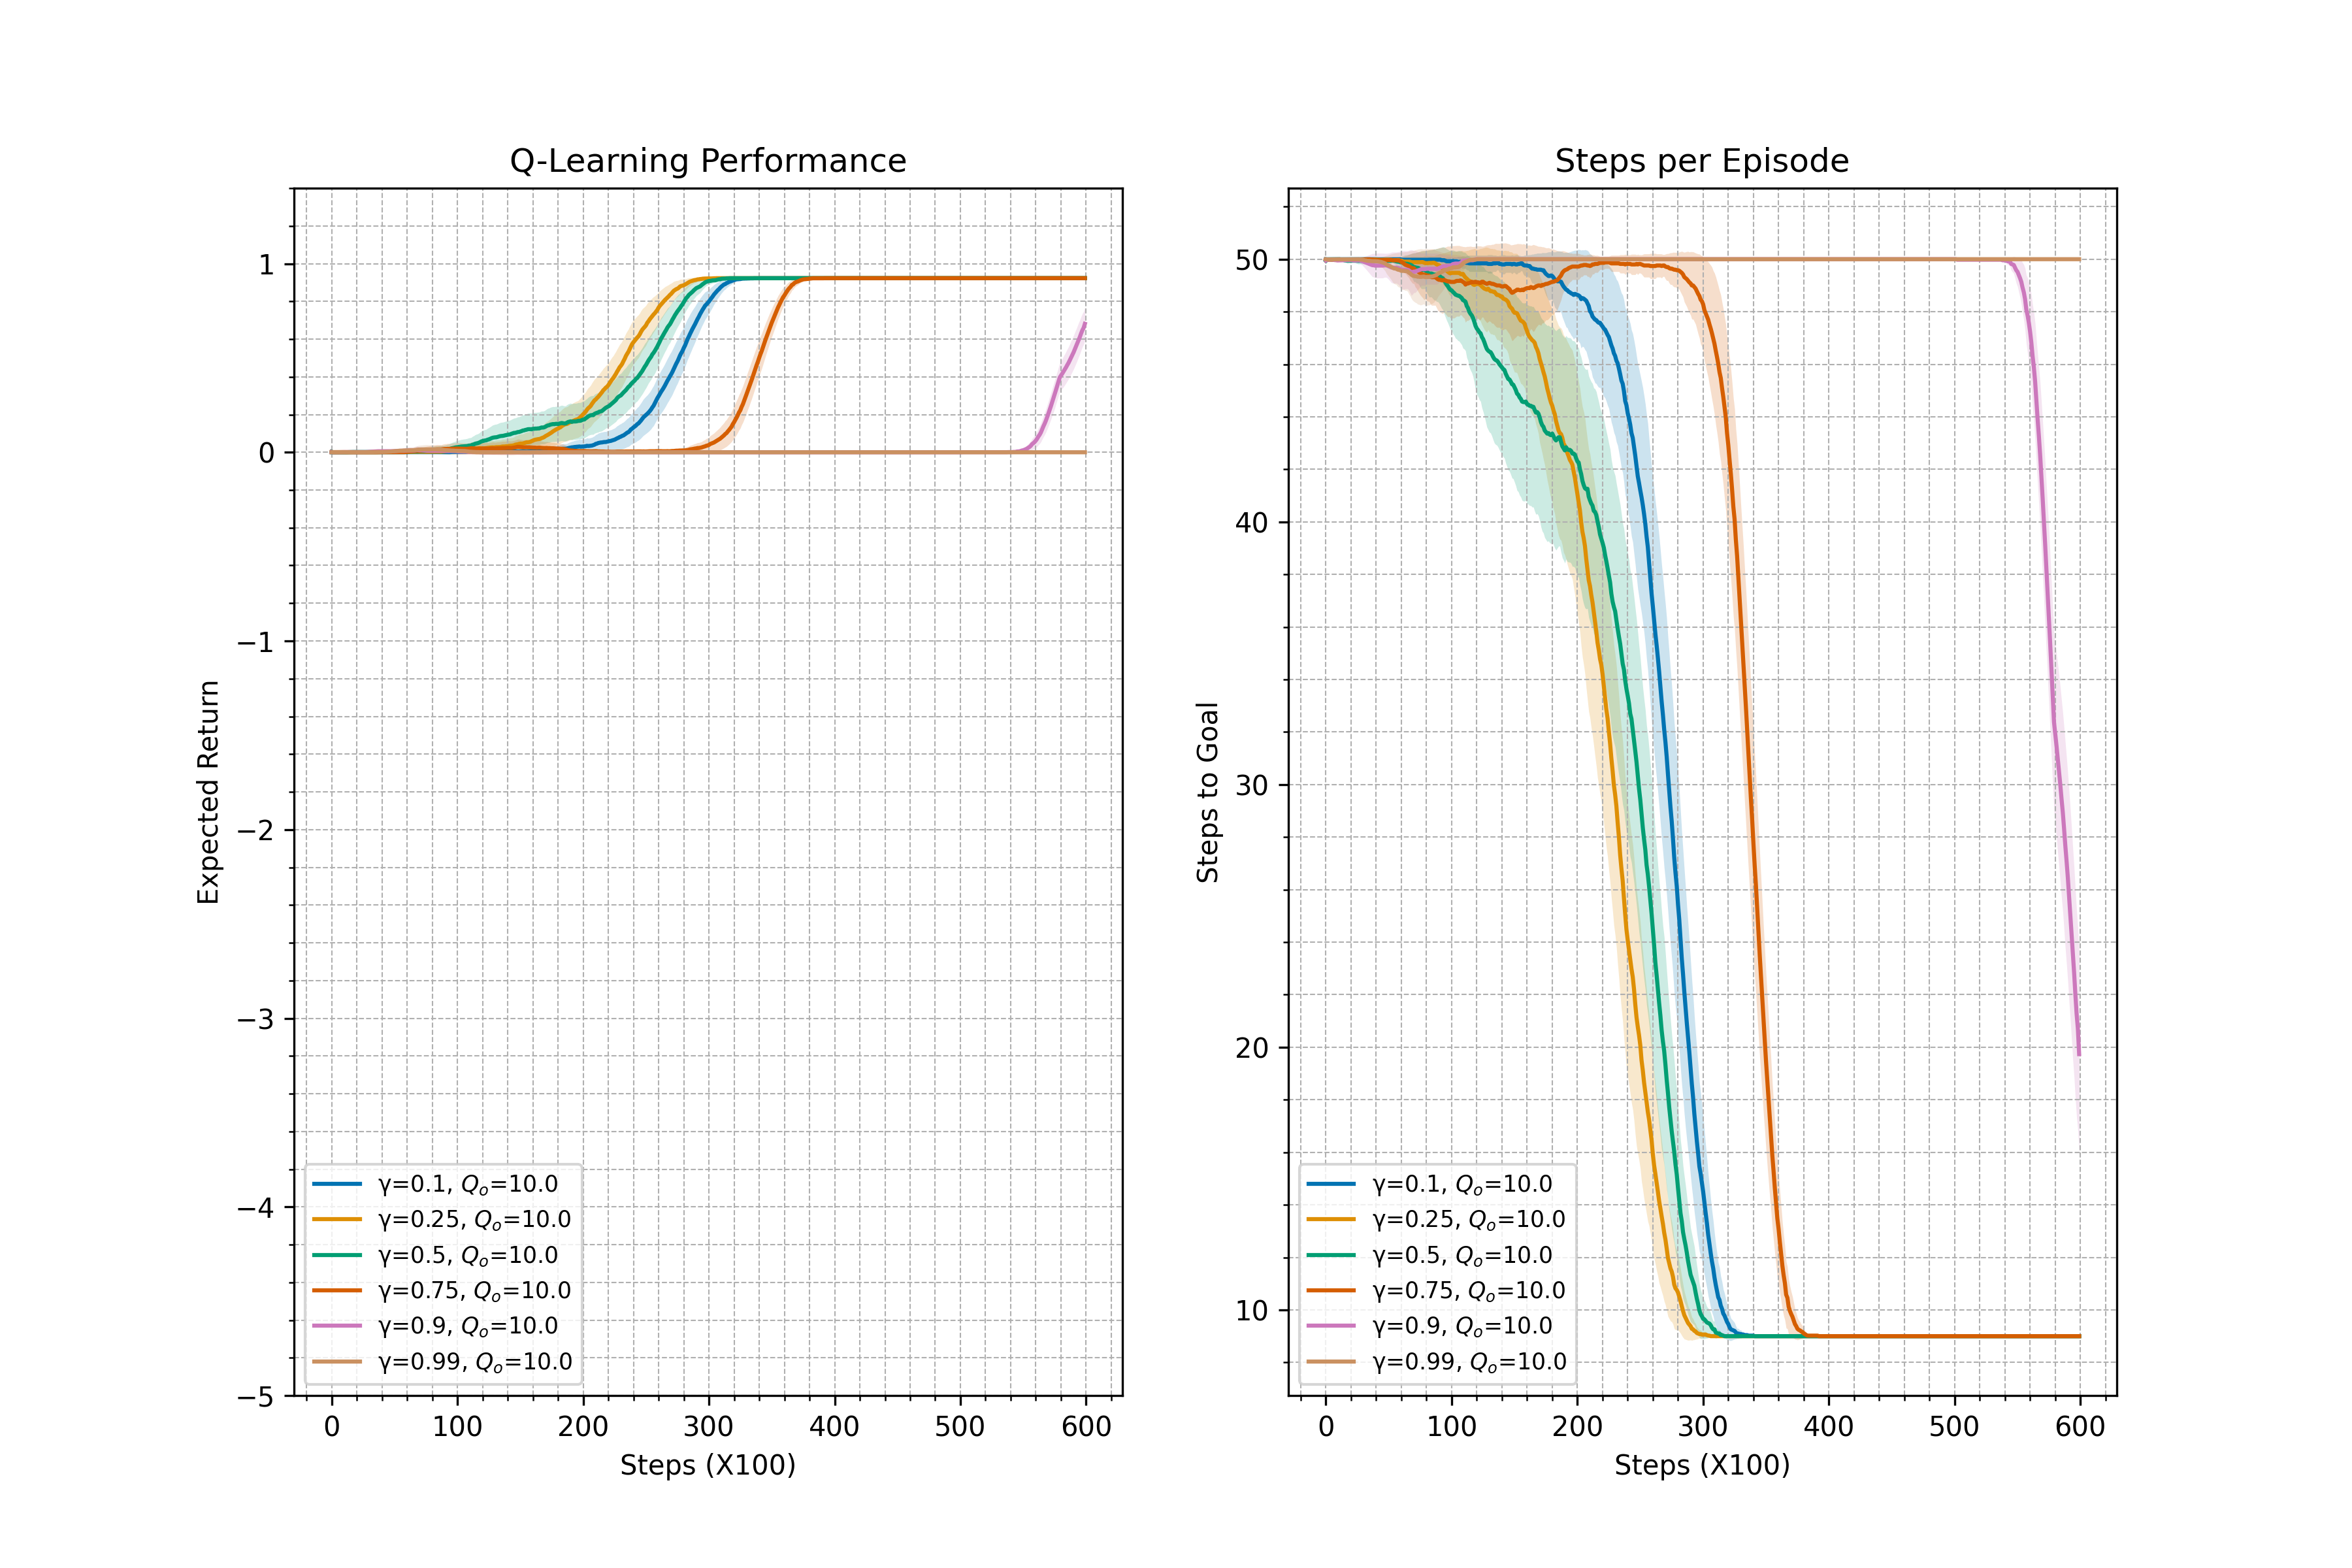 Q-Learning Performance
Expected Return
1
0
−1
−2
−3
−4
−5
0 100 200 300 400 500 600
Steps (X100)
γ=0.1, Qₒ=10.0
γ=0.25, Qₒ=10.0
γ=0.5, Qₒ=10.0
γ=0.75, Qₒ=10.0
γ=0.9, Qₒ=10.0
γ=0.99, Qₒ=10.0
Steps per Episode
Steps to Goal
50
40
30
20
10
0 100 200 300 400 500 600
Steps (X100)
γ=0.1, Qₒ=10.0
γ=0.25, Qₒ=10.0
γ=0.5, Qₒ=10.0
γ=0.75, Qₒ=10.0
γ=0.9, Qₒ=10.0
γ=0.99, Qₒ=10.0